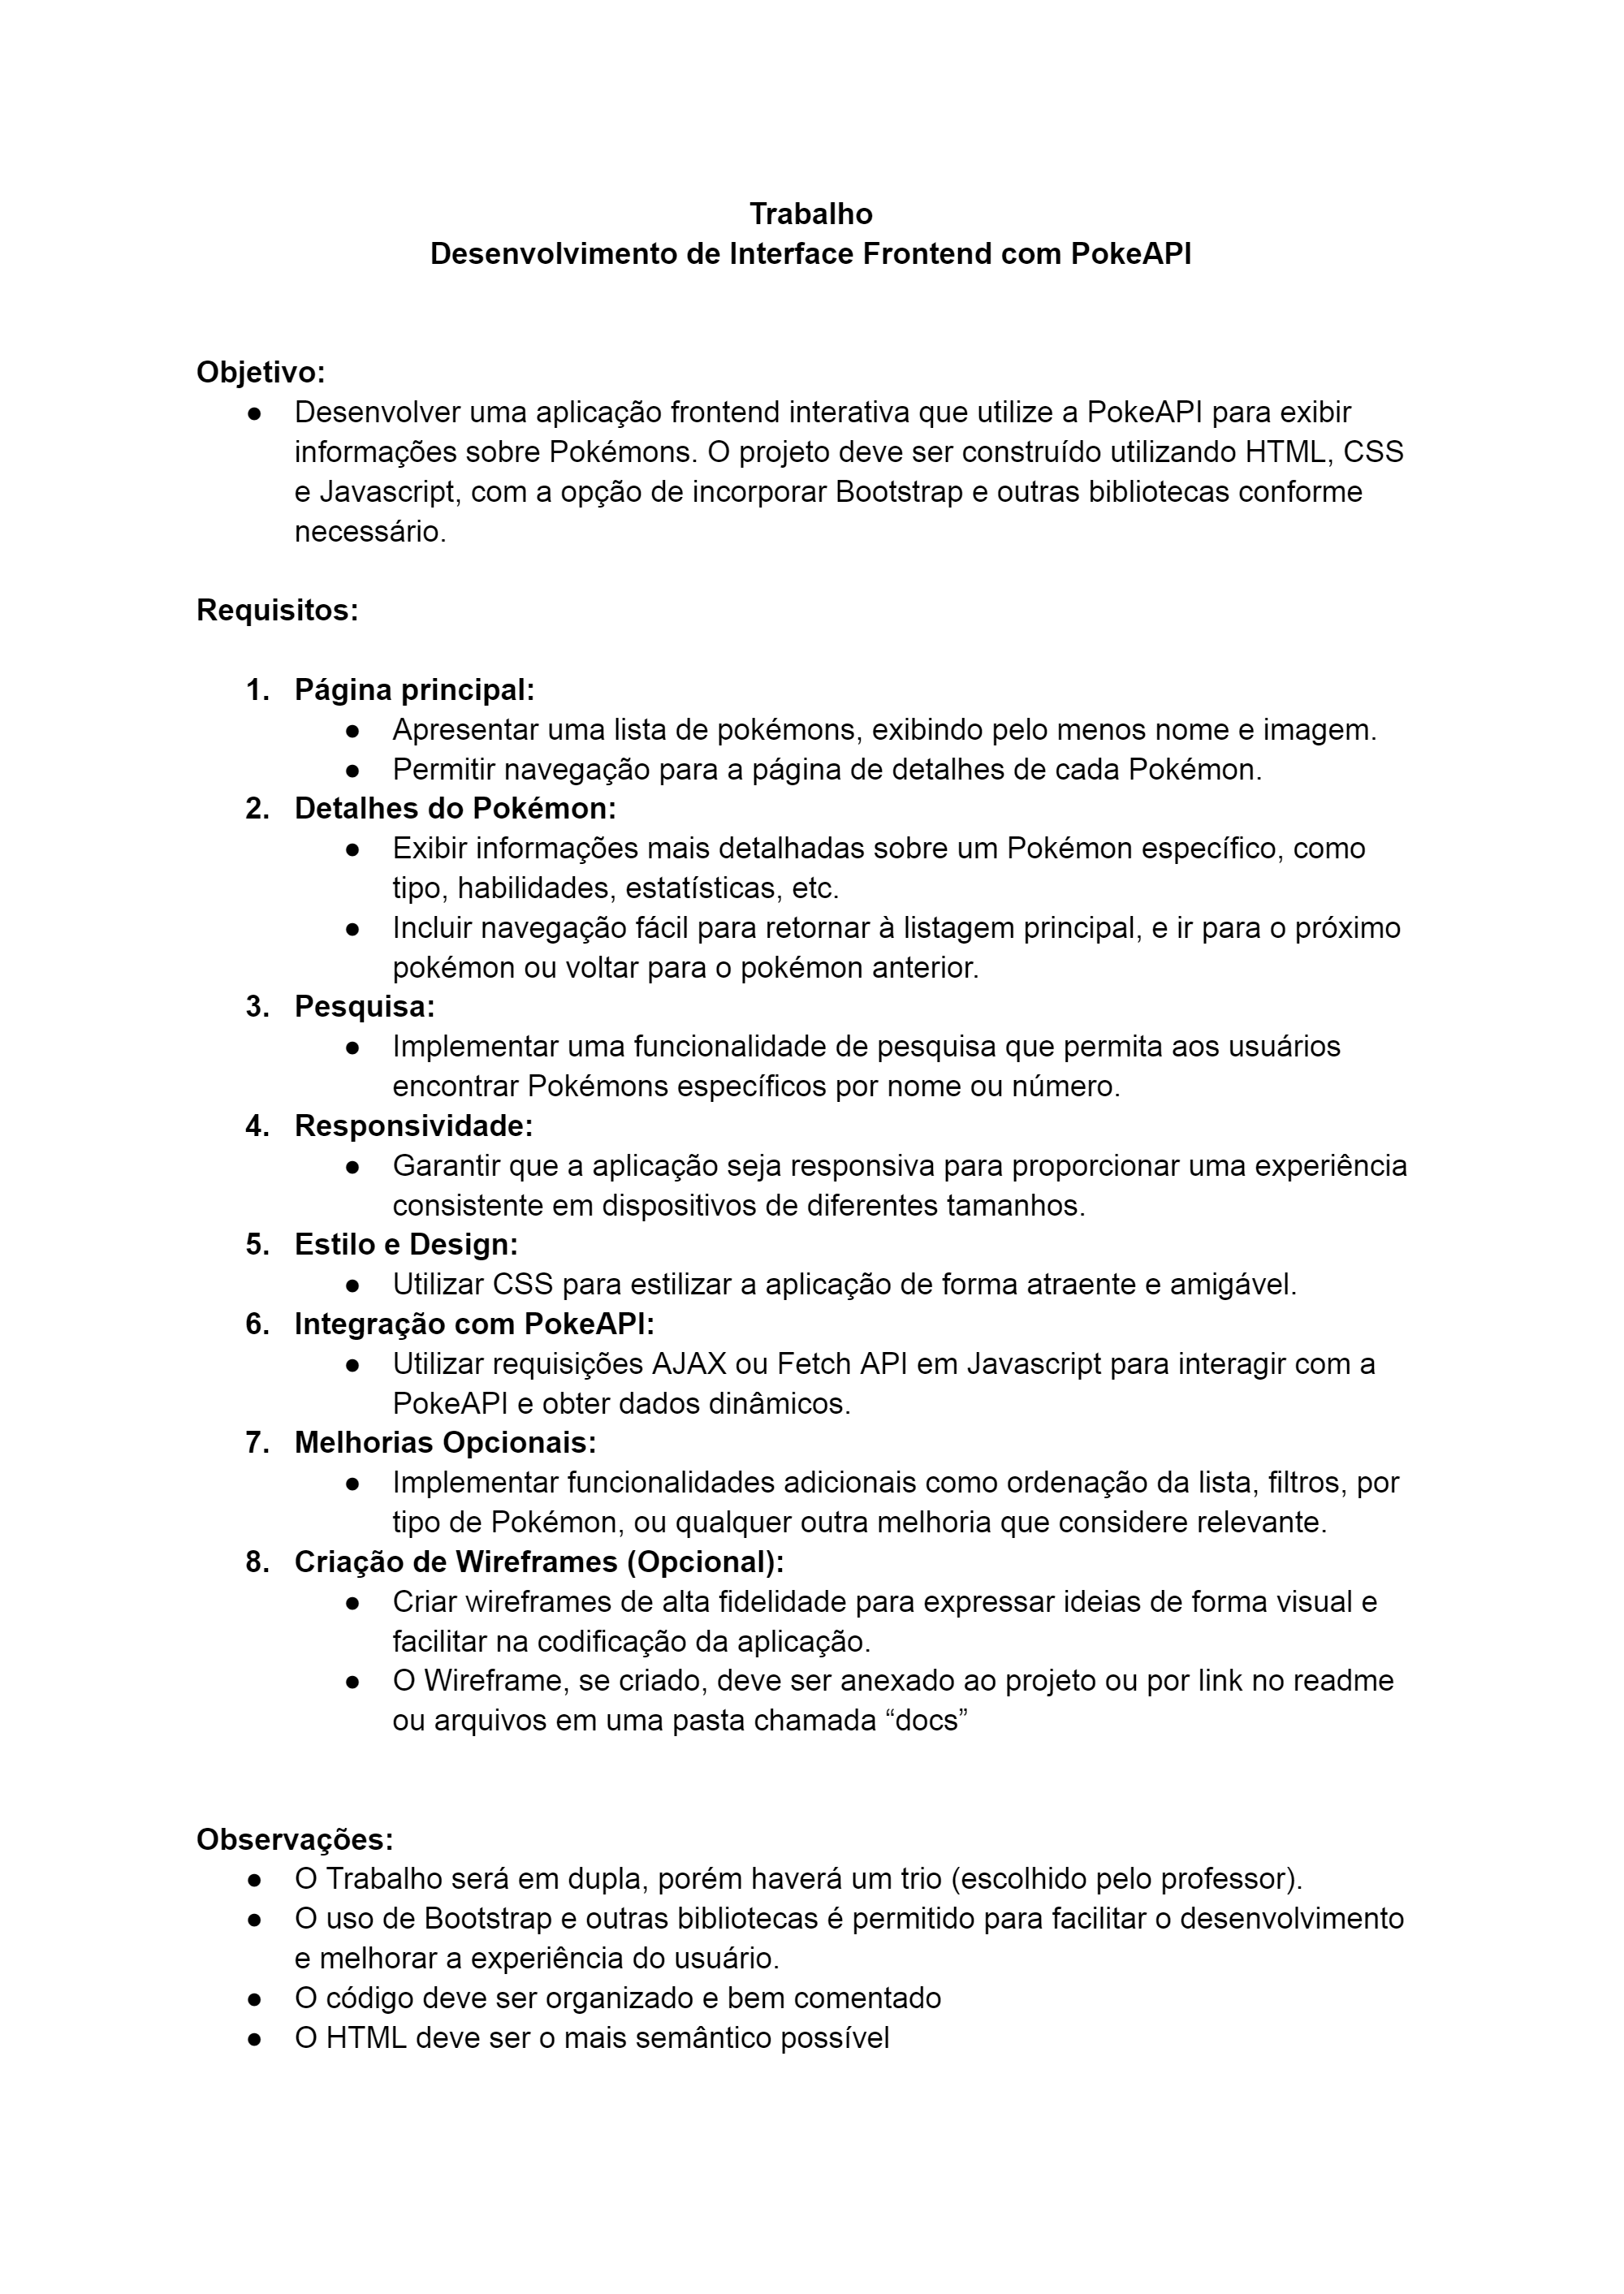 Trabalho
Desenvolvimento de Interface Frontend com PokeAPI
Objetivo:
● Desenvolver uma aplicação frontend interativa que utilize a PokeAPI para exibir
informações sobre Pokémons. O projeto deve ser construído utilizando HTML, CSS
e Javascript, com a opção de incorporar Bootstrap e outras bibliotecas conforme
necessário.
Requisitos:
1. Página principal:
● Apresentar uma lista de pokémons, exibindo pelo menos nome e imagem.
● Permitir navegação para a página de detalhes de cada Pokémon.
2. Detalhes do Pokémon:
● Exibir informações mais detalhadas sobre um Pokémon específico, como
tipo, habilidades, estatísticas, etc.
● Incluir navegação fácil para retornar à listagem principal, e ir para o próximo
pokémon ou voltar para o pokémon anterior.
3. Pesquisa:
● Implementar uma funcionalidade de pesquisa que permita aos usuários
encontrar Pokémons específicos por nome ou número.
4. Responsividade:
● Garantir que a aplicação seja responsiva para proporcionar uma experiência
consistente em dispositivos de diferentes tamanhos.
5. Estilo e Design:
● Utilizar CSS para estilizar a aplicação de forma atraente e amigável.
6. Integração com PokeAPI:
● Utilizar requisições AJAX ou Fetch API em Javascript para interagir com a
PokeAPI e obter dados dinâmicos.
7. Melhorias Opcionais:
● Implementar funcionalidades adicionais como ordenação da lista, filtros, por
tipo de Pokémon, ou qualquer outra melhoria que considere relevante.
8. Criação de Wireframes (Opcional):
● Criar wireframes de alta fidelidade para expressar ideias de forma visual e
facilitar na codificação da aplicação.
● O Wireframe, se criado, deve ser anexado ao projeto ou por link no readme
ou arquivos em uma pasta chamada “docs”
Observações:
● O Trabalho será em dupla, porém haverá um trio (escolhido pelo professor).
● O uso de Bootstrap e outras bibliotecas é permitido para facilitar o desenvolvimento
e melhorar a experiência do usuário.
● O código deve ser organizado e bem comentado
● O HTML deve ser o mais semântico possível